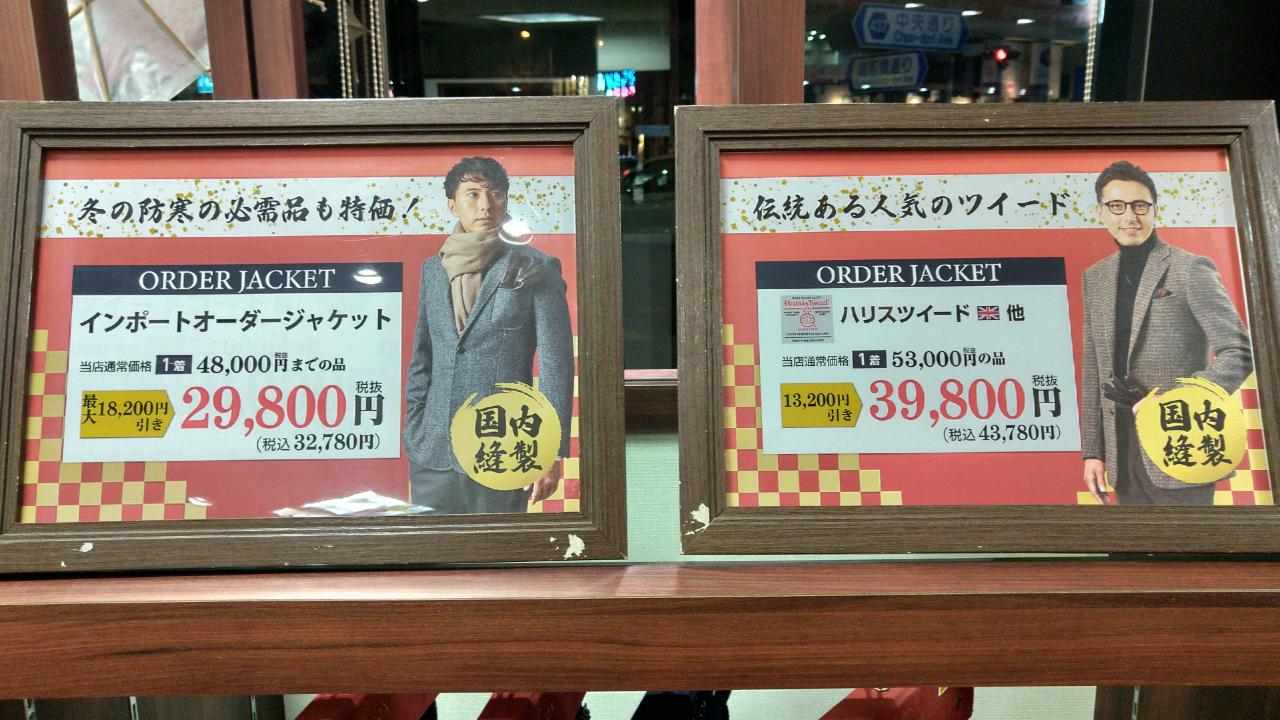 中央通り
Chuo-dori Ave.
冬の防寒の必需品も特価!
ORDER JACKET
インポートオーダージャケット
当店通常価格 1着 48,000円税抜までの品
最大18,200円引き 29,800円税抜
(税込32,780円)
国内
縫製
伝統ある人気のツイード
ORDER JACKET
Harris Tweed
ハリスツイード 他
当店通常価格 1着 53,000円税抜の品
13,200円引き 39,800円税抜
(税込43,780円)
国内
縫製